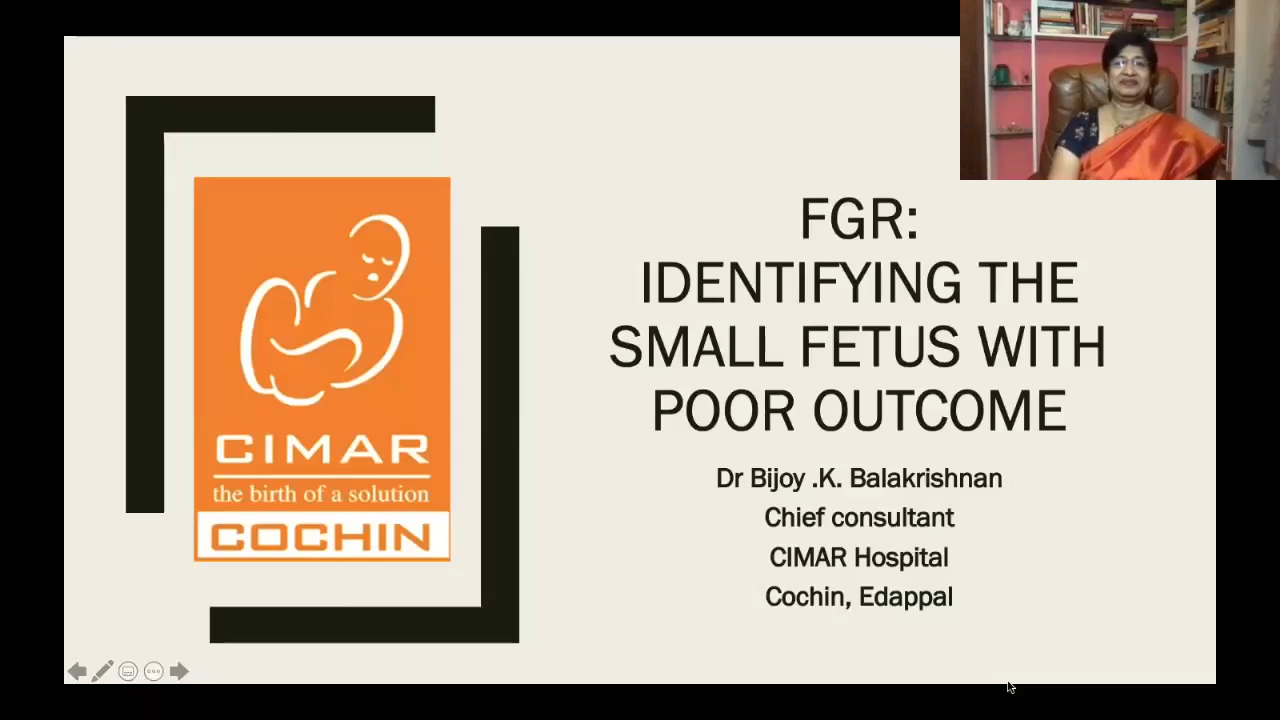 CIMAR
the birth of a solution
COCHIN
FGR:
IDENTIFYING THE
SMALL FETUS WITH
POOR OUTCOME
Dr Bijoy .K. Balakrishnan
Chief consultant
CIMAR Hospital
Cochin, Edappal